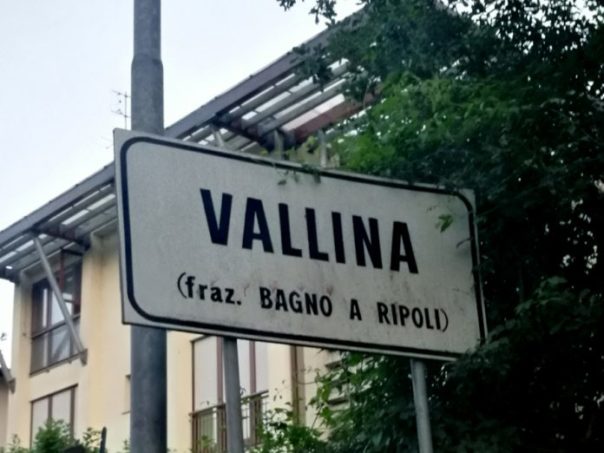 VALLINA
(fraz. BAGNO A RIPOLI)